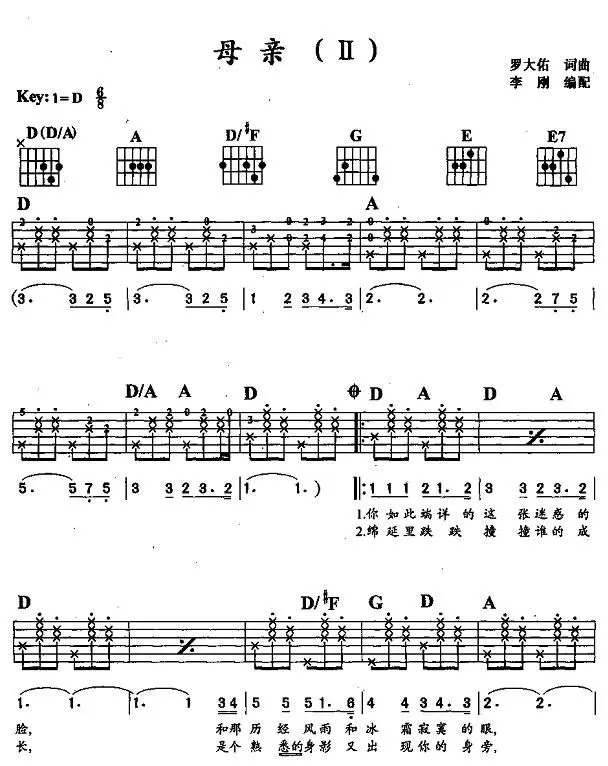 母亲（Ⅱ）
罗大佑 词曲
李刚 编配
Key: 1=D 6/8
D(D/A) A D/#F G E E7
D A
(3. 3 2 5 3. 3 2 5 1 2 3 4. 3 2. 2. 2. 2 7 5
D/A A D D A D A
5. 5 7 5 3 3 2 3. 2 1. 1. ) 1 1 1 2 1. 2 3 3 2 3. 2
1.你如此端详的这张迷惑的
2.绵延里跌跌撞撞谁的成
D D/#F G D A
1. 1. 1. 1 3 4 5 5 5 1. 6 4 4 3 4. 3 2. 2.
脸, 和那历经风雨和冰霜寂寞的眼,
长, 是个熟悉的身影又出现你的身旁,